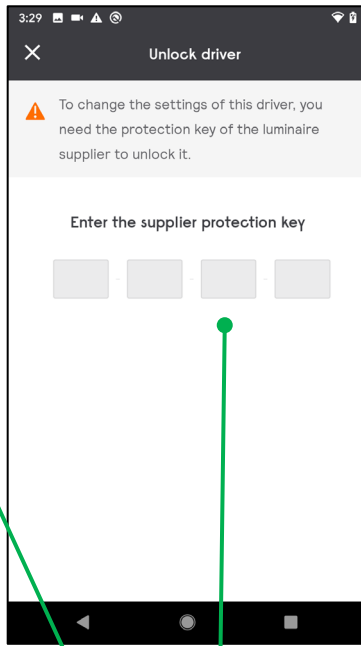 3:29
Unlock driver
To change the settings of this driver, you
need the protection key of the luminaire
supplier to unlock it.
Enter the supplier protection key
- - -